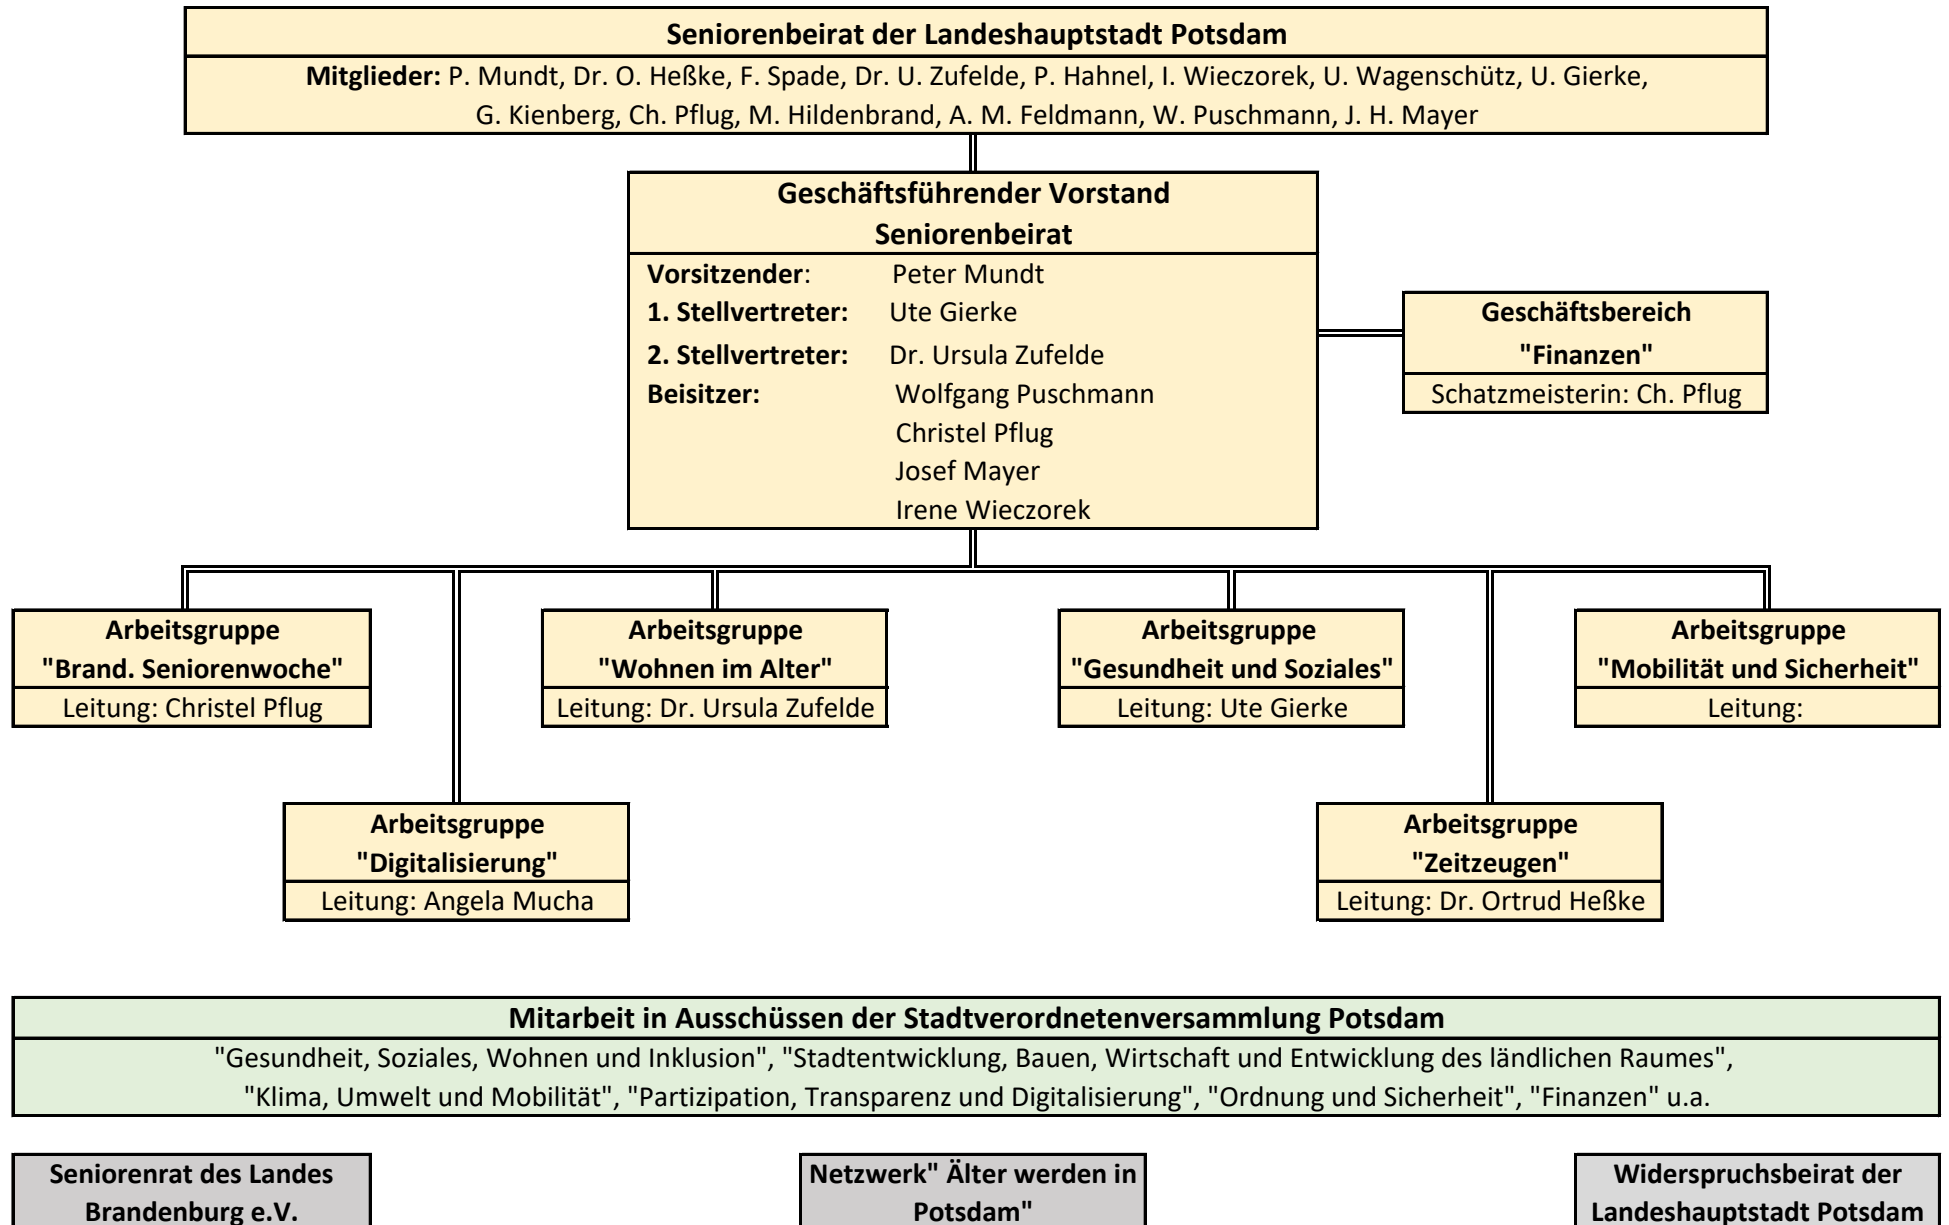 Seniorenbeirat der Landeshauptstadt Potsdam
Mitglieder: P. Mundt, Dr. O. Heßke, F. Spade, Dr. U. Zufelde, P. Hahnel, I. Wieczorek, U. Wagenschütz, U. Gierke,
G. Kienberg, Ch. Pflug, M. Hildenbrand, A. M. Feldmann, W. Puschmann, J. H. Mayer
Geschäftsführender Vorstand
Seniorenbeirat
Vorsitzender: Peter Mundt
1. Stellvertreter: Ute Gierke
2. Stellvertreter: Dr. Ursula Zufelde
Beisitzer: Wolfgang Puschmann
Christel Pflug
Josef Mayer
Irene Wieczorek
Geschäftsbereich
"Finanzen"
Schatzmeisterin: Ch. Pflug
Arbeitsgruppe
"Brand. Seniorenwoche"
Leitung: Christel Pflug
Arbeitsgruppe
"Wohnen im Alter"
Leitung: Dr. Ursula Zufelde
Arbeitsgruppe
"Gesundheit und Soziales"
Leitung: Ute Gierke
Arbeitsgruppe
"Mobilität und Sicherheit"
Leitung:
Arbeitsgruppe
"Digitalisierung"
Leitung: Angela Mucha
Arbeitsgruppe
"Zeitzeugen"
Leitung: Dr. Ortrud Heßke
Mitarbeit in Ausschüssen der Stadtverordnetenversammlung Potsdam
"Gesundheit, Soziales, Wohnen und Inklusion", "Stadtentwicklung, Bauen, Wirtschaft und Entwicklung des ländlichen Raumes",
"Klima, Umwelt und Mobilität", "Partizipation, Transparenz und Digitalisierung", "Ordnung und Sicherheit", "Finanzen" u.a.
Seniorenrat des Landes
Brandenburg e.V.
Netzwerk" Älter werden in
Potsdam"
Widerspruchsbeirat der
Landeshauptstadt Potsdam